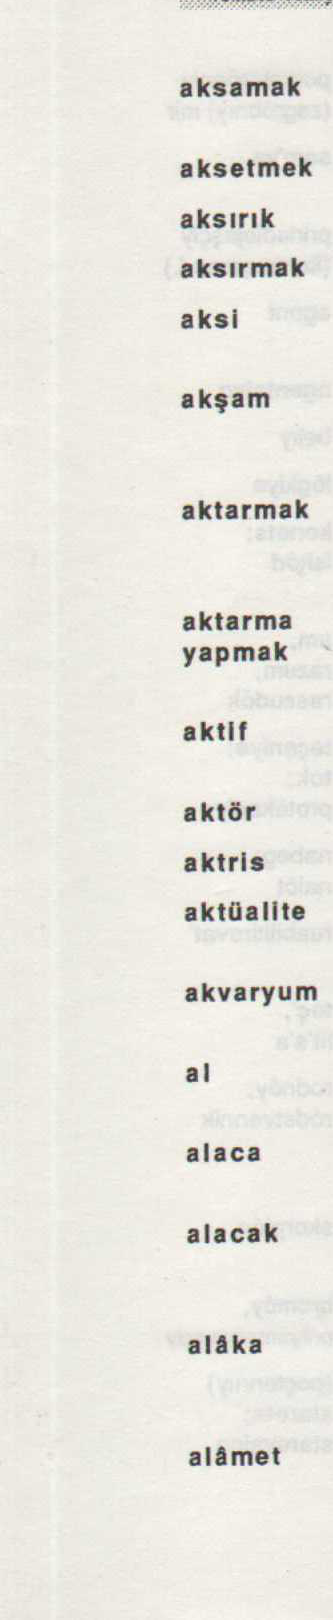 aksamak
aksetmek
aksırık
aksırmak
aksi
akşam
aktarmak
aktarma
yapmak
aktif
aktör
aktris
aktüalite
akvaryum
al
alaca
alacak
alâka
alâmet